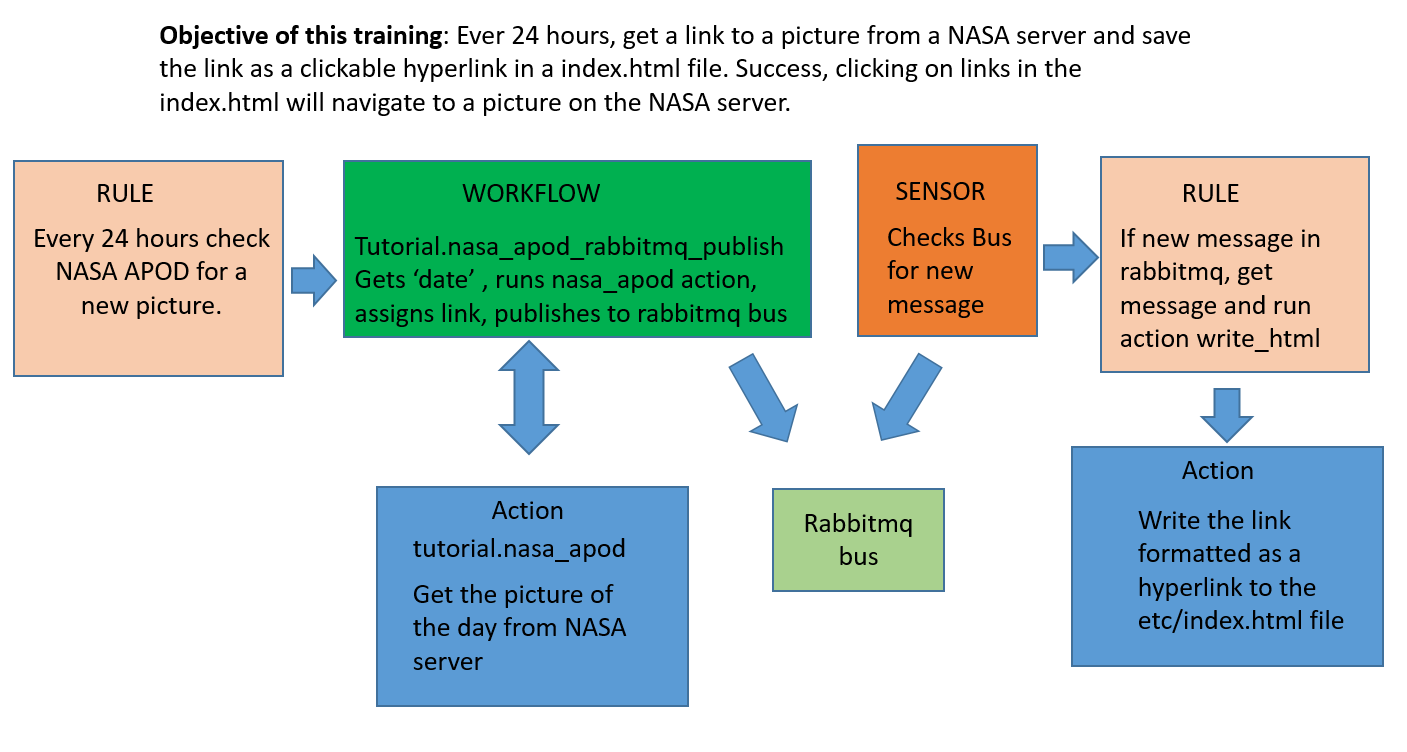 Objective of this training: Ever 24 hours, get a link to a picture from a NASA server and save
the link as a clickable hyperlink in a index.html file. Success, clicking on links in the
index.html will navigate to a picture on the NASA server.
RULE
Every 24 hours check
NASA APOD for a
new picture.
WORKFLOW
Tutorial.nasa_apod_rabbitmq_publish
Gets ‘date’ , runs nasa_apod action,
assigns link, publishes to rabbitmq bus
SENSOR
Checks Bus
for new
message
RULE
If new message in
rabbitmq, get
message and run
action write_html
Action
tutorial.nasa_apod
Get the picture of
the day from NASA
server
Rabbitmq
bus
Action
Write the link
formatted as a
hyperlink to the
etc/index.html file